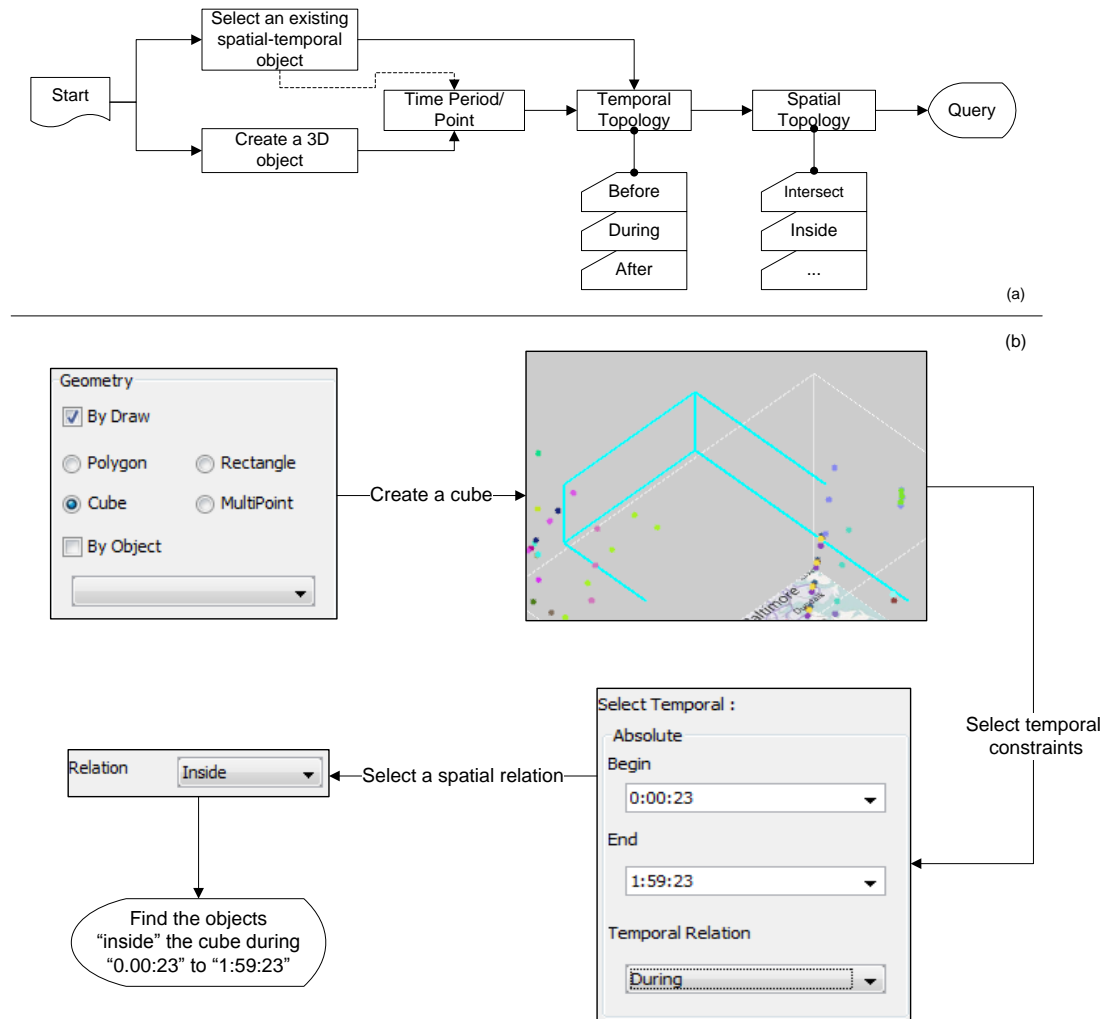 Select an existing
spatial-temporal
object
Start
Time Period/
Point
Temporal
Topology
Spatial
Topology
Query
Create a 3D
object
Before
During
After
Intersect
Inside
...
(a)
(b)
Geometry
By Draw
Polygon
Rectangle
Cube
MultiPoint
By Object
Create a cube
Baltimore
Dundalk
Select temporal
constraints
Select Temporal :
Absolute
Begin
0:00:23
End
1:59:23
Temporal Relation
During
Select a spatial relation
Relation
Inside
Find the objects
“inside” the cube during
“0.00:23” to “1:59:23”